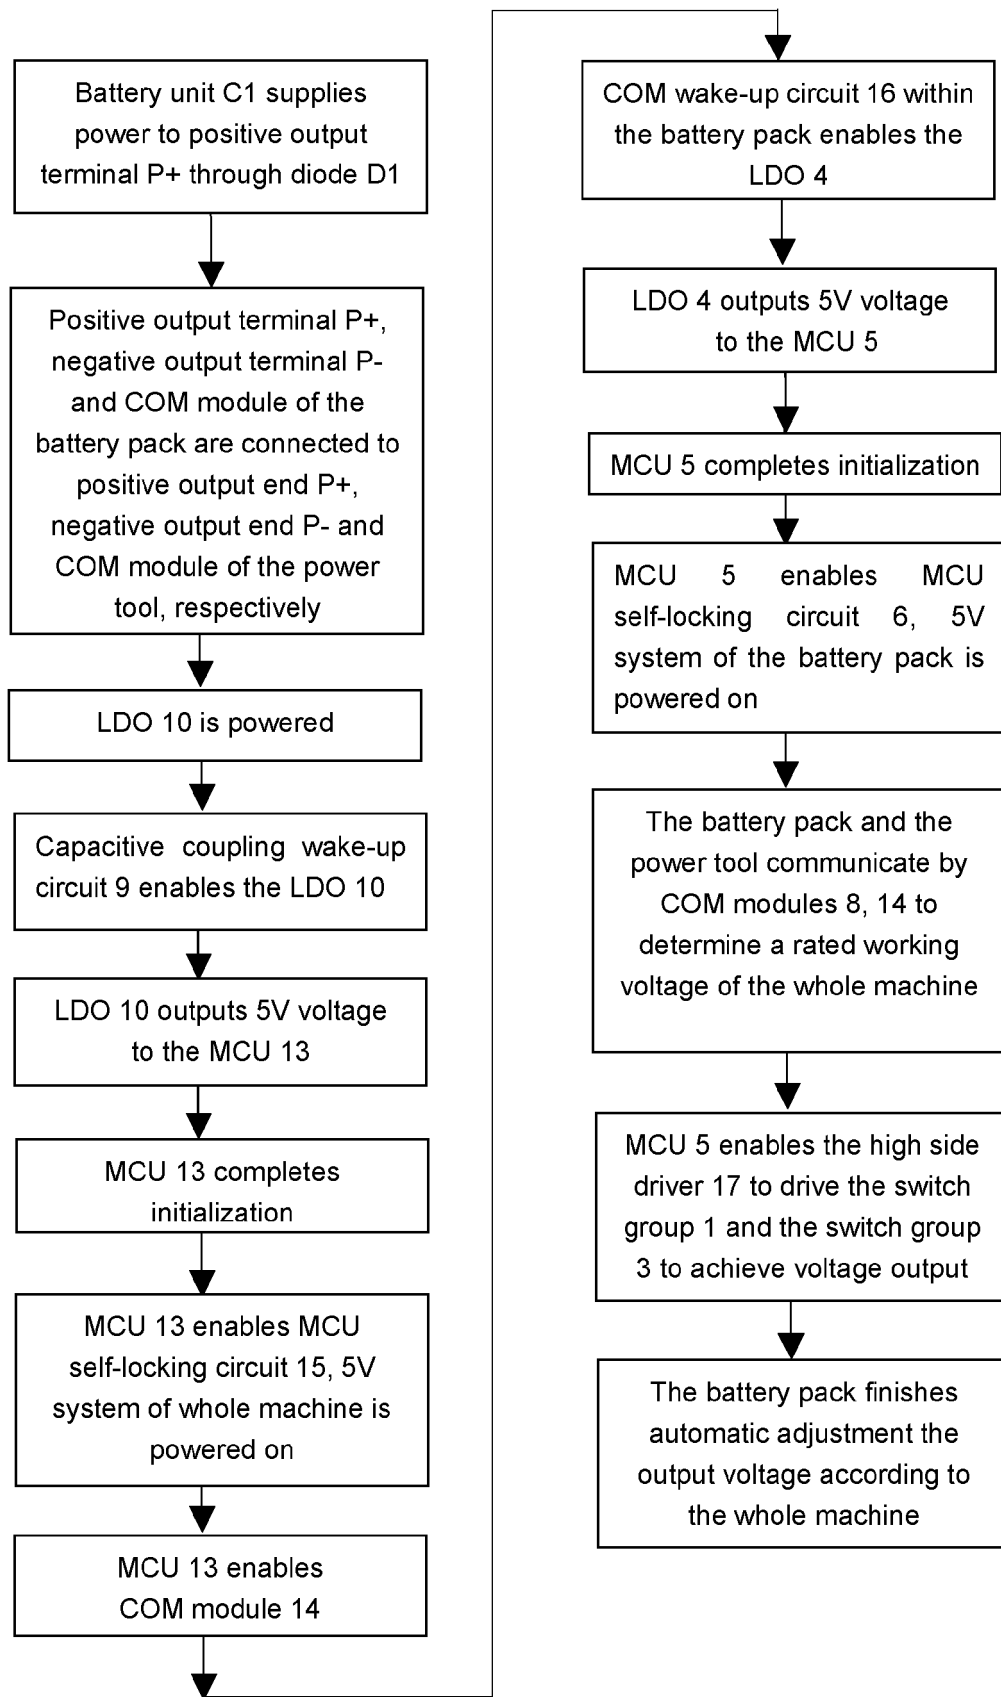 Battery unit C1 supplies
power to positive output
terminal P+ through diode D1
Positive output terminal P+,
negative output terminal P-
and COM module of the
battery pack are connected to
positive output end P+,
negative output end P- and
COM module of the power
tool, respectively
LDO 10 is powered
Capacitive coupling wake-up
circuit 9 enables the LDO 10
LDO 10 outputs 5V voltage
to the MCU 13
MCU 13 completes
initialization
MCU 13 enables MCU
self-locking circuit 15, 5V
system of whole machine is
powered on
MCU 13 enables
COM module 14
COM wake-up circuit 16 within
the battery pack enables the
LDO 4
LDO 4 outputs 5V voltage
to the MCU 5
MCU 5 completes initialization
MCU 5 enables MCU
self-locking circuit 6, 5V
system of the battery pack is
powered on
The battery pack and the
power tool communicate by
COM modules 8, 14 to
determine a rated working
voltage of the whole machine
MCU 5 enables the high side
driver 17 to drive the switch
group 1 and the switch group
3 to achieve voltage output
The battery pack finishes
automatic adjustment the
output voltage according to
the whole machine